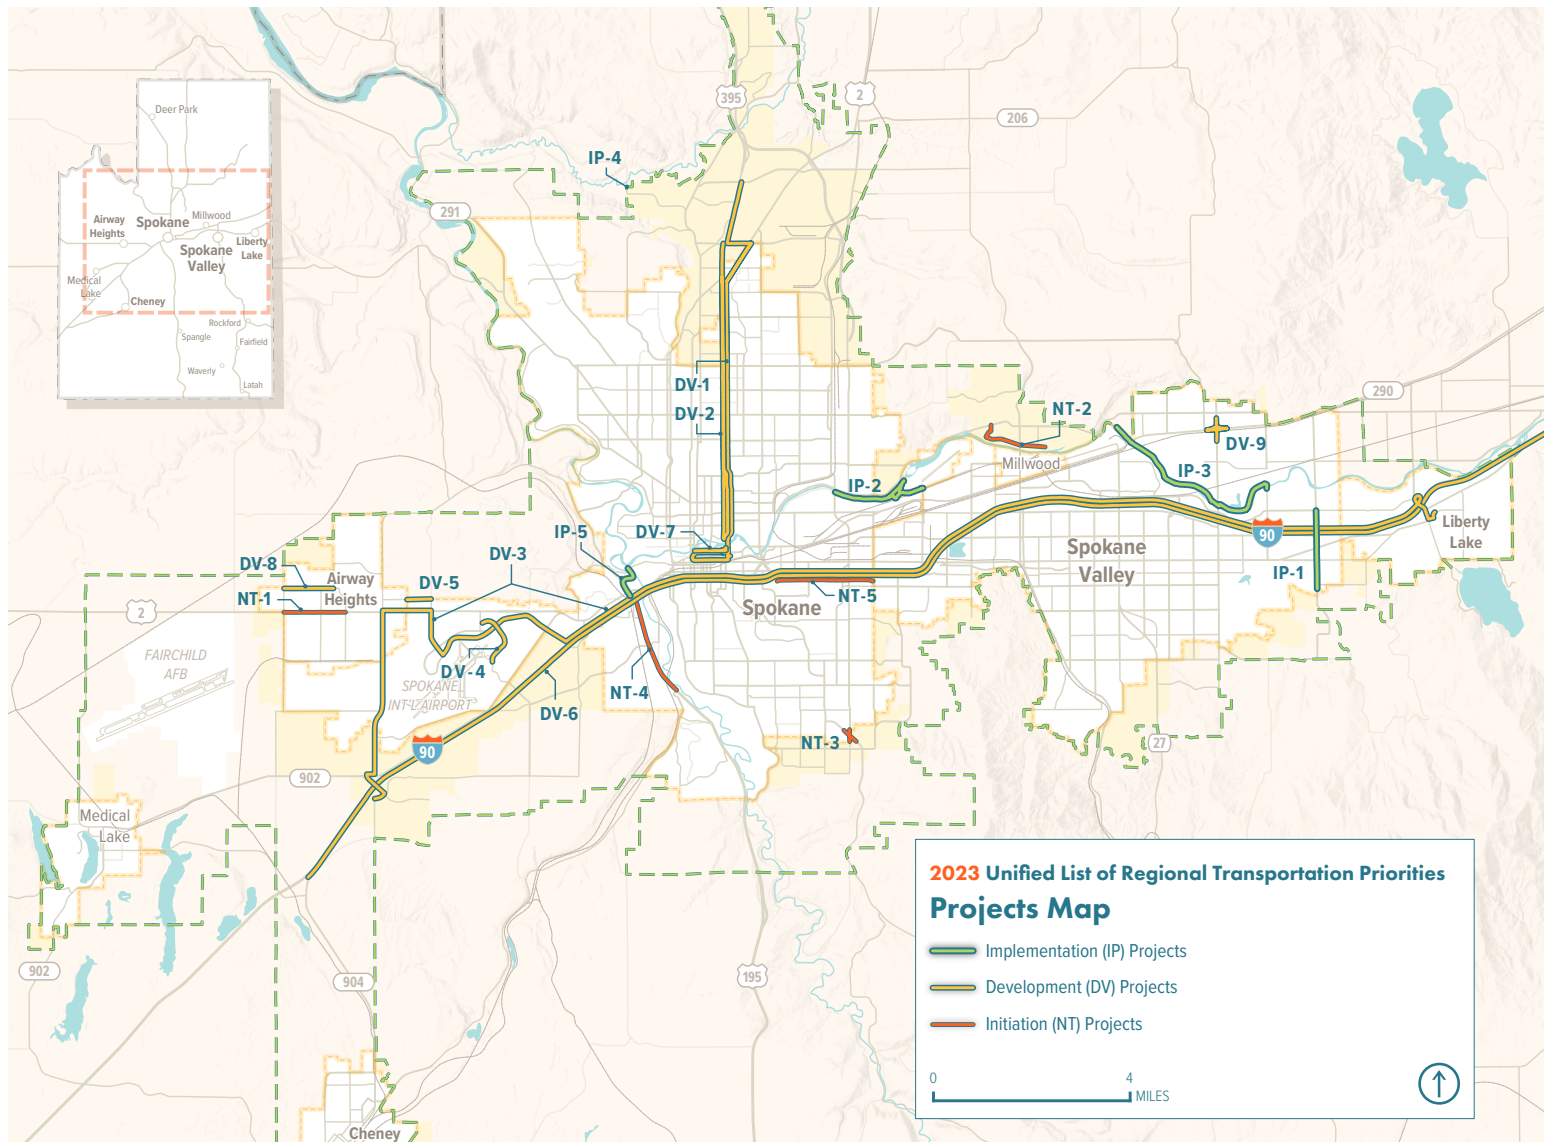 395
2
206
IP-4
Deer Park
291
Spokane
Millwood
Airway
Heights
Spokane
Valley
Liberty
Lake
Medical
Lake
Cheney
Rockford
Spangle
Fairfield
Waverly
Latah
DV-1
DV-2
290
NT-2
DV-9
Millwood
IP-3
IP-2
IP-5
DV-7
DV-3
90
Liberty
Lake
Spokane
Valley
DV-8
Airway
Heights
DV-5
IP-1
NT-1
NT-5
Spokane
2
FAIRCHILD
AFB
DV-4
SPOKANE
INT'L AIRPORT
NT-4
DV-6
NT-3
90
27
902
Medical
Lake
902
904
195
Cheney
2023 Unified List of Regional Transportation Priorities
Projects Map
Implementation (IP) Projects
Development (DV) Projects
Initiation (NT) Projects
0 4
MILES